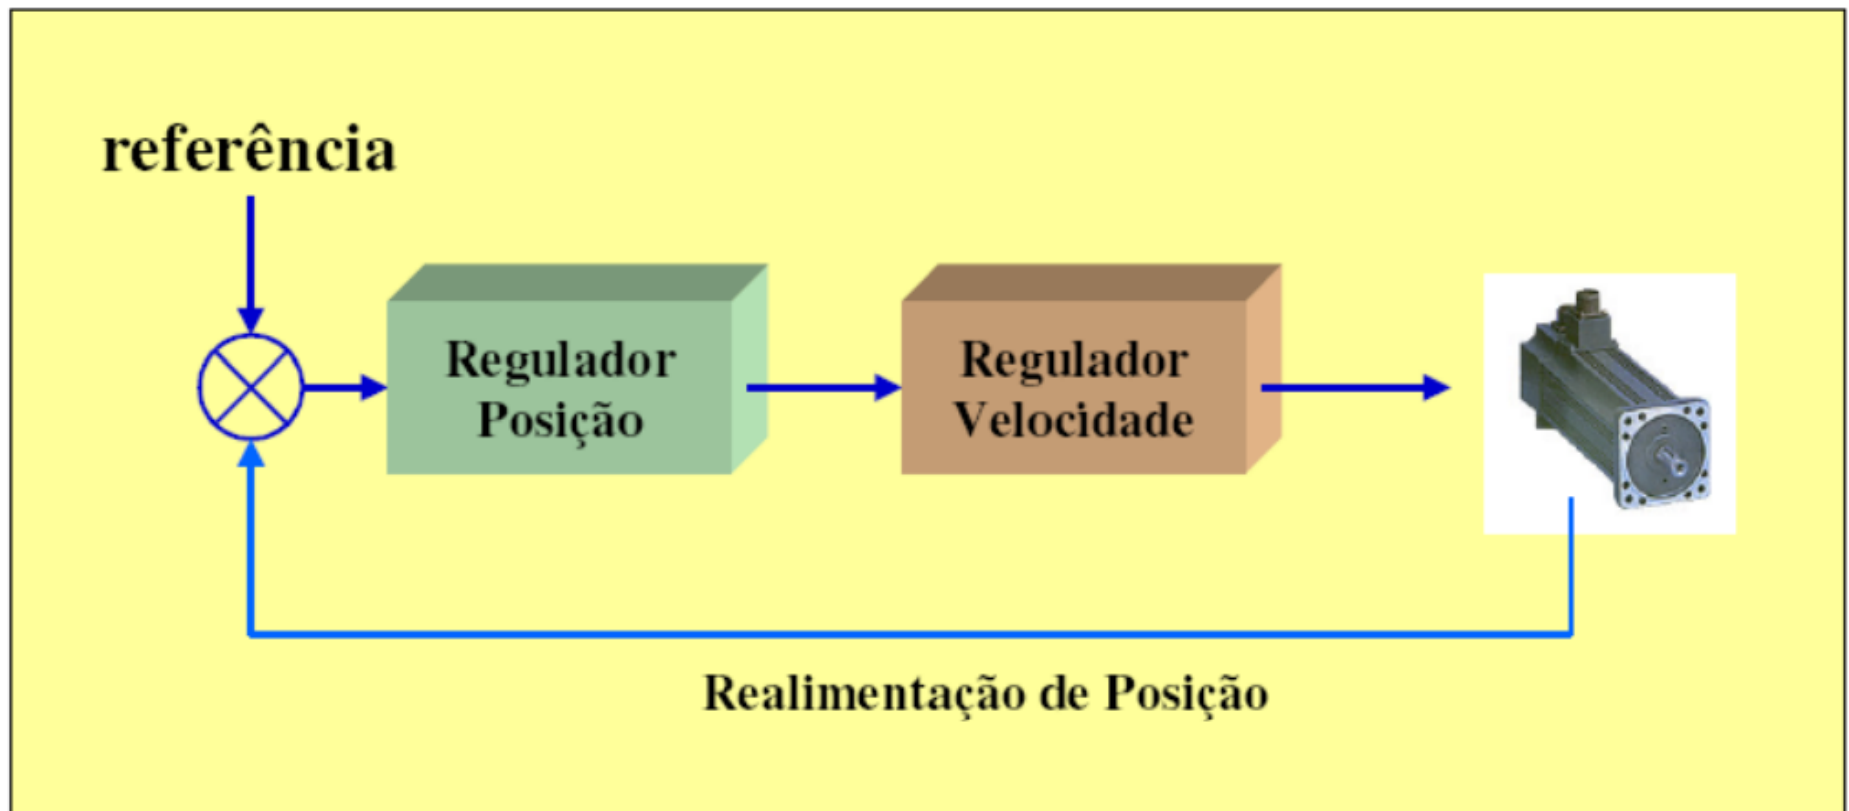 referência
Regulador
Posição
Regulador
Velocidade
Realimentação de Posição